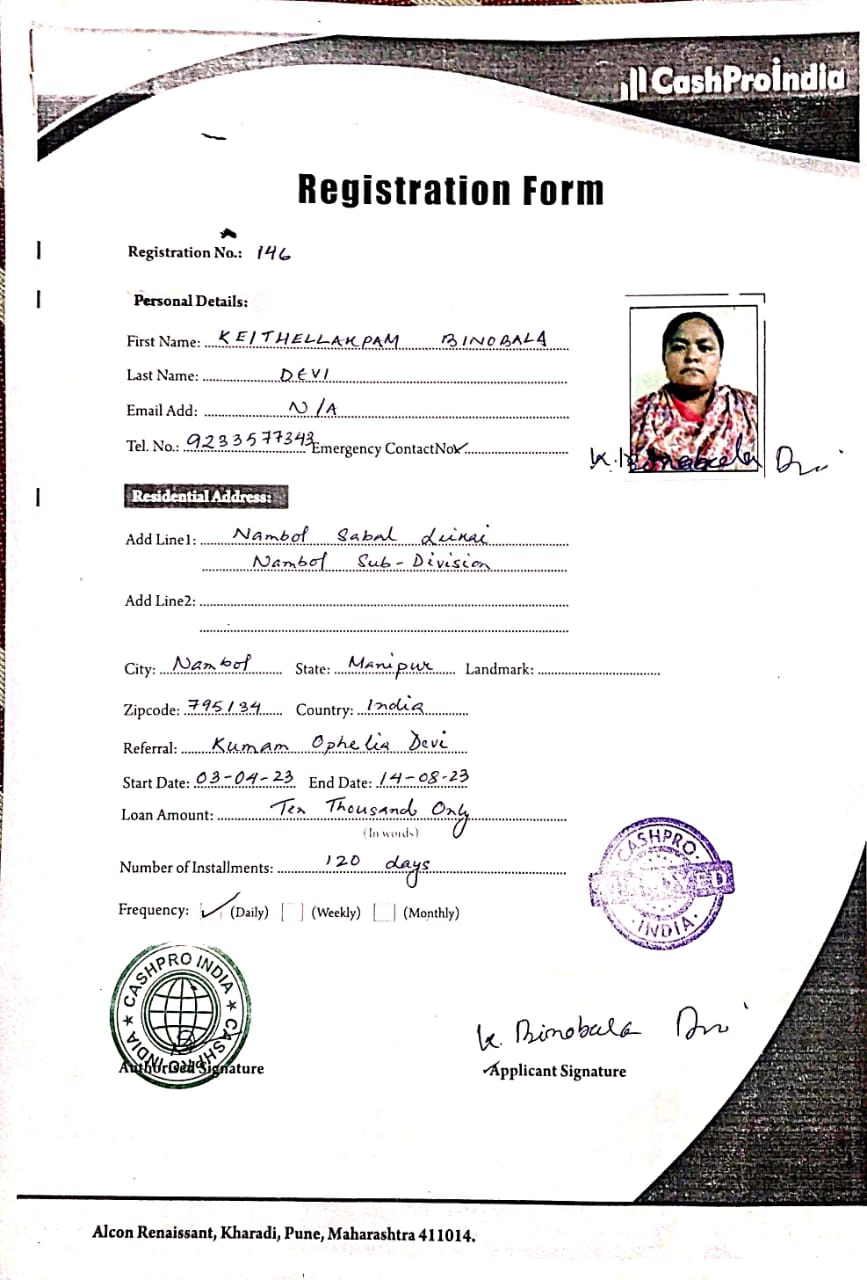 CashProIndia
Registration Form
Registration No.: 146
Personal Details:
First Name: KEITHELLAKPAM BINOBALA
Last Name: DEVI
Email Add: N/A
Tel. No.: 9233577343 Emergency ContactNo
K. Binobala Devi
Residential Address:
Add Line1: Nambol Sabal Leikai
Nambol Sub-Division
Add Line2:
City: Nambol State: Manipur Landmark:
Zipcode: 795134 Country: India
Referral: Kumam Ophelia Devi
Start Date: 03-04-23 End Date: 14-08-23
Loan Amount: Ten Thousand Only
(In words)
Number of Installments: 120 days
CASHPRO
INDIA
Frequency: (Daily) (Weekly) (Monthly)
CASHPRO INDIA ★ CASHPRO INDIA ★
K. Binobala Devi
Authorised Signature Applicant Signature
Alcon Renaissant, Kharadi, Pune, Maharashtra 411014.